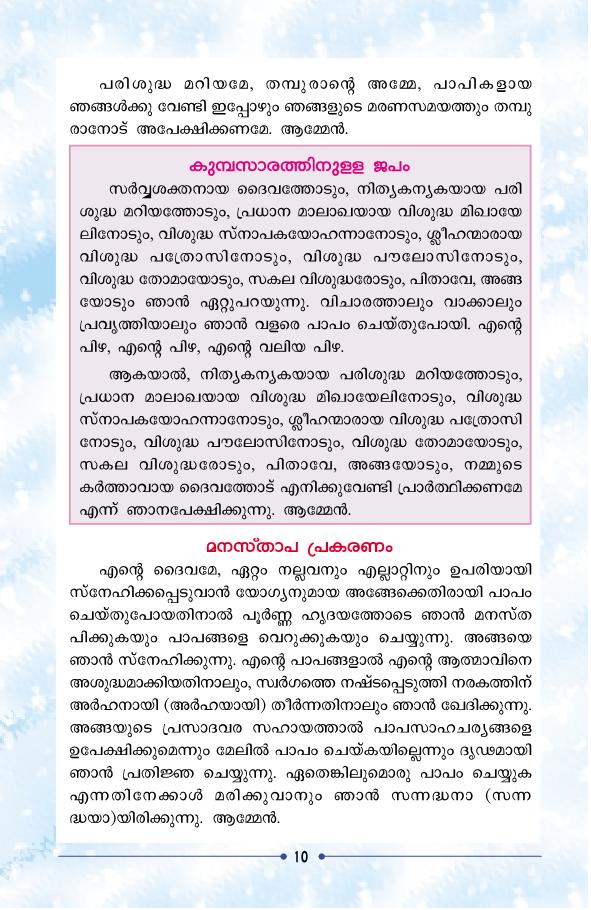 പരിശുദ്ധ മറിയമേ, തമ്പുരാന്റെ അമ്മേ, പാപികളായ
ഞങ്ങൾക്കു വേണ്ടി ഇപ്പോഴും ഞങ്ങളുടെ മരണസമയത്തും തമ്പു
രാനോട് അപേക്ഷിക്കണമേ. ആമ്മേൻ.
കുമ്പസാരത്തിനുളള ജപം
സർവ്വശക്തനായ ദൈവത്തോടും, നിത്യകന്യകയായ പരി
ശുദ്ധ മറിയത്തോടും, പ്രധാന മാലാഖയായ വിശുദ്ധ മിഖായേ
ലിനോടും, വിശുദ്ധ സ്നാപകയോഹന്നാനോടും, ശ്ലീഹന്മാരായ
വിശുദ്ധ പത്രോസിനോടും, വിശുദ്ധ പൗലോസിനോടും,
വിശുദ്ധ തോമായോടും, സകല വിശുദ്ധരോടും, പിതാവേ, അങ്ങ
യോടും ഞാൻ ഏറ്റുപറയുന്നു. വിചാരത്താലും വാക്കാലും
പ്രവൃത്തിയാലും ഞാൻ വളരെ പാപം ചെയ്തുപോയി. എന്റെ
പിഴ, എന്റെ പിഴ, എന്റെ വലിയ പിഴ.
ആകയാൽ, നിത്യകന്യകയായ പരിശുദ്ധ മറിയത്തോടും,
പ്രധാന മാലാഖയായ വിശുദ്ധ മിഖായേലിനോടും, വിശുദ്ധ
സ്നാപകയോഹന്നാനോടും, ശ്ലീഹന്മാരായ വിശുദ്ധ പത്രോസി
നോടും, വിശുദ്ധ പൗലോസിനോടും, വിശുദ്ധ തോമായോടും,
സകല വിശുദ്ധരോടും, പിതാവേ, അങ്ങയോടും, നമ്മുടെ
കർത്താവായ ദൈവത്തോട് എനിക്കുവേണ്ടി പ്രാർത്ഥിക്കണമേ
എന്ന് ഞാനപേക്ഷിക്കുന്നു. ആമ്മേൻ.
മനസ്താപ പ്രകരണം
എന്റെ ദൈവമേ, ഏറ്റം നല്ലവനും എല്ലാറ്റിനും ഉപരിയായി
സ്നേഹിക്കപ്പെടുവാൻ യോഗ്യനുമായ അങ്ങേക്കെതിരായി പാപം
ചെയ്തുപോയതിനാൽ പൂർണ്ണ ഹൃദയത്തോടെ ഞാൻ മനസ്ത
പിക്കുകയും പാപങ്ങളെ വെറുക്കുകയും ചെയ്യുന്നു. അങ്ങയെ
ഞാൻ സ്നേഹിക്കുന്നു. എന്റെ പാപങ്ങളാൽ എന്റെ ആത്മാവിനെ
അശുദ്ധമാക്കിയതിനാലും, സ്വർഗത്തെ നഷ്ടപ്പെടുത്തി നരകത്തിന്
അർഹനായി (അർഹയായി) തീർന്നതിനാലും ഞാൻ ഖേദിക്കുന്നു.
അങ്ങയുടെ പ്രസാദവര സഹായത്താൽ പാപസാഹചര്യങ്ങളെ
ഉപേക്ഷിക്കുമെന്നും മേലിൽ പാപം ചെയ്കയില്ലെന്നും ദൃഢമായി
ഞാൻ പ്രതിജ്ഞ ചെയ്യുന്നു. ഏതെങ്കിലുമൊരു പാപം ചെയ്യുക
എന്നതിനേക്കാൾ മരിക്കുവാനും ഞാൻ സന്നദ്ധനാ (സന്ന
ദ്ധയാ)യിരിക്കുന്നു. ആമ്മേൻ.
10